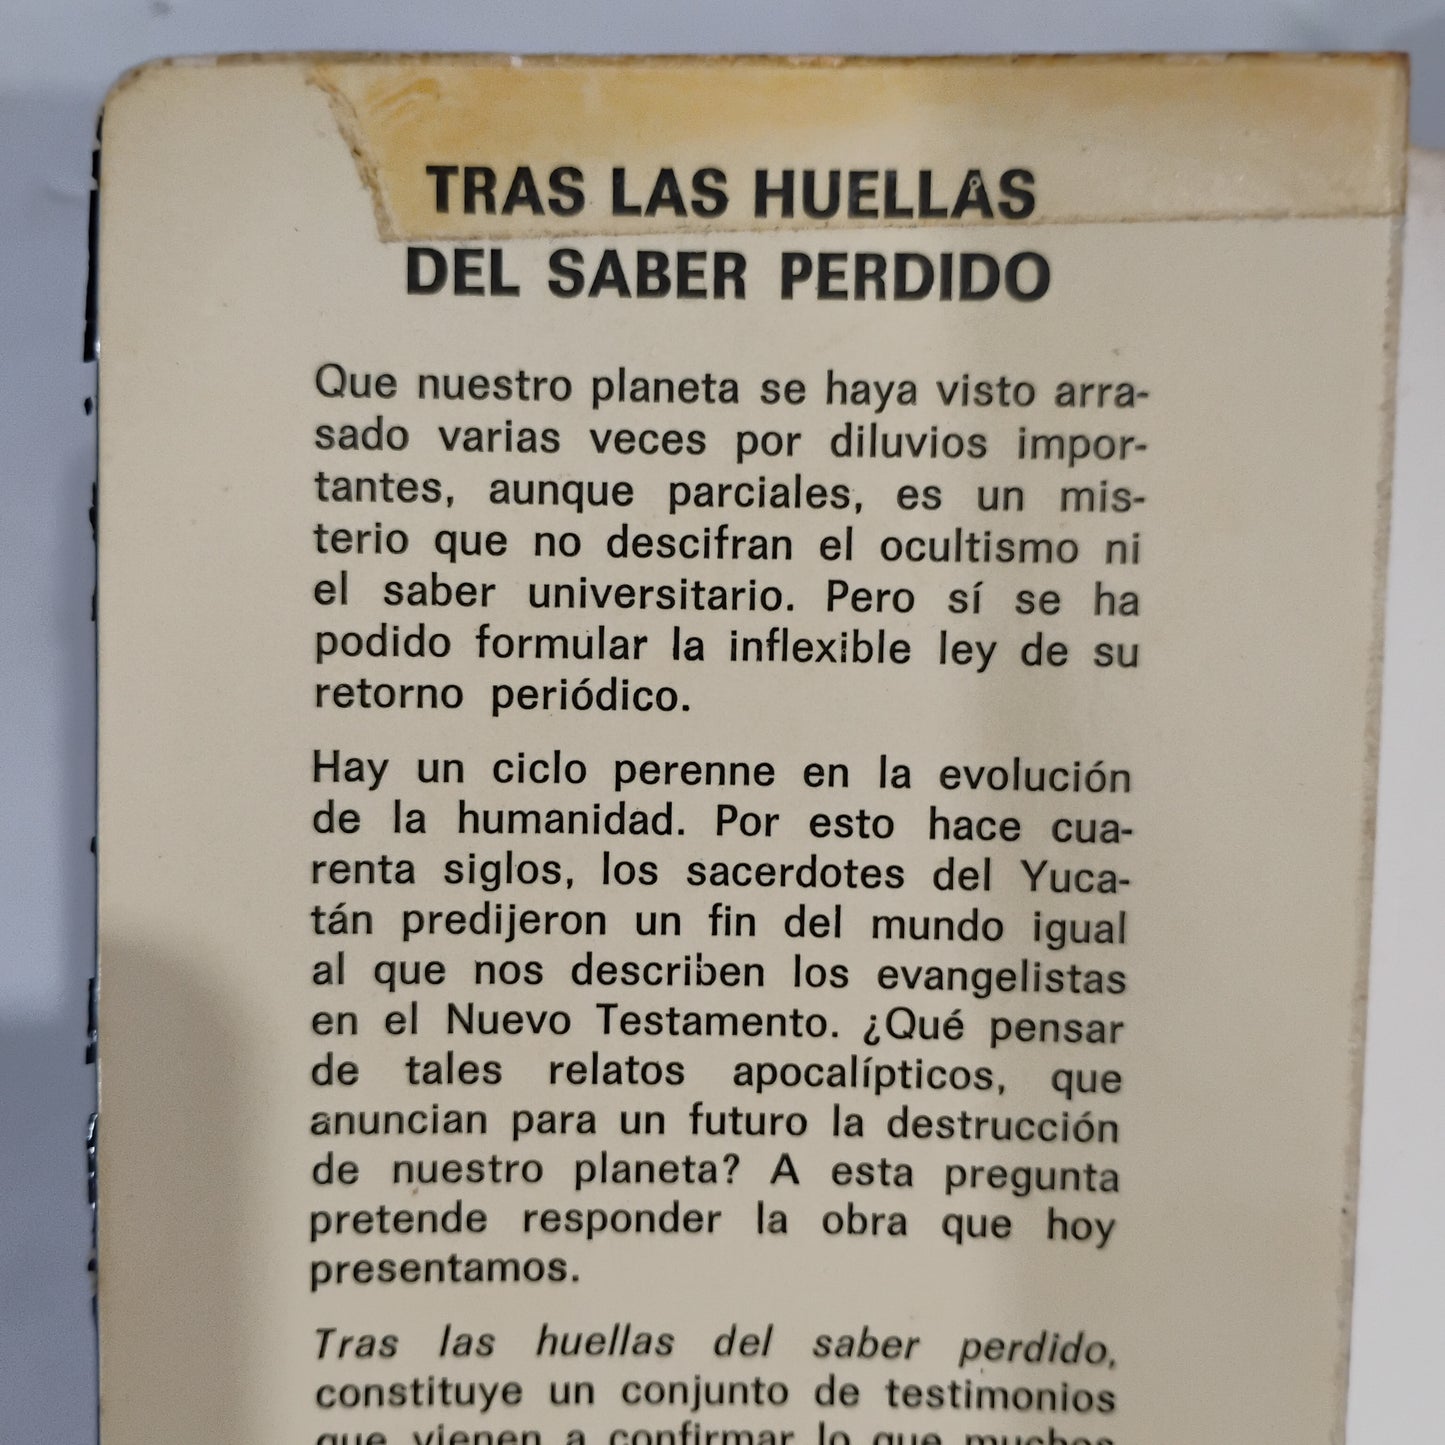 TRAS LAS HUELLAS
DEL SABER PERDIDO
Que nuestro planeta se haya visto arra-
sado varias veces por diluvios impor-
tantes, aunque parciales, es un mis-
terio que no descifran el ocultismo ni
el saber universitario. Pero sí se ha
podido formular la inflexible ley de su
retorno periódico.
Hay un ciclo perenne en la evolución
de la humanidad. Por esto hace cua-
renta siglos, los sacerdotes del Yuca-
tán predijeron un fin del mundo igual
al que nos describen los evangelistas
en el Nuevo Testamento. ¿Qué pensar
de tales relatos apocalípticos, que
anuncian para un futuro la destrucción
de nuestro planeta? A esta pregunta
pretende responder la obra que hoy
presentamos.
Tras las huellas del saber perdido,
constituye un conjunto de testimonios
que vienen a confirmar lo que muchos